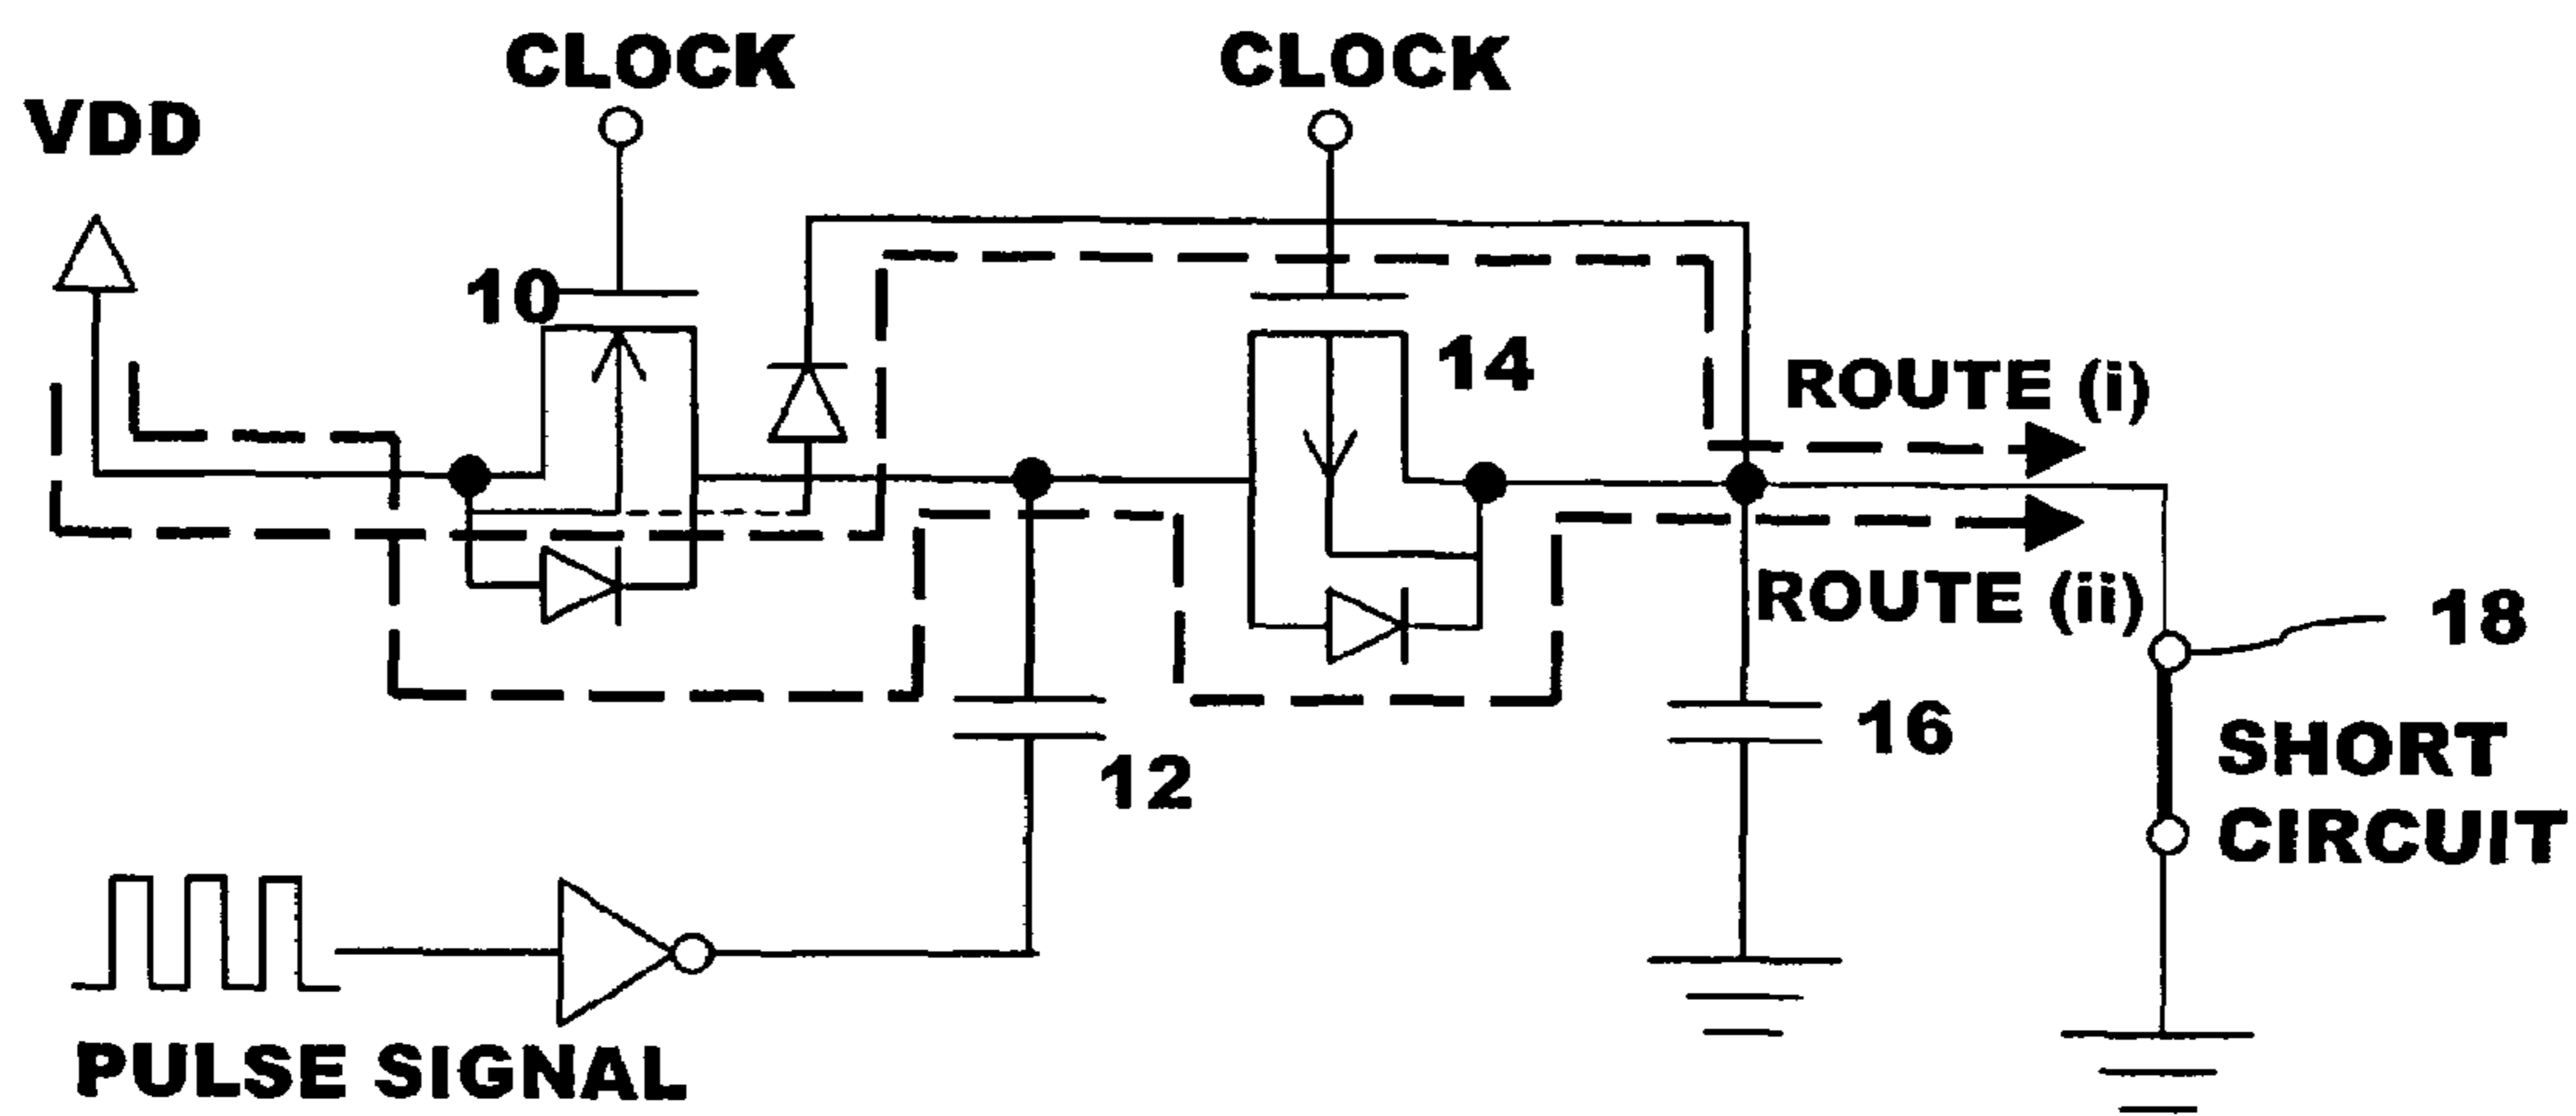 CLOCK
CLOCK
VDD
10
14
ROUTE (i)
ROUTE (ii)
18
16
SHORT
CIRCUIT
12
PULSE SIGNAL